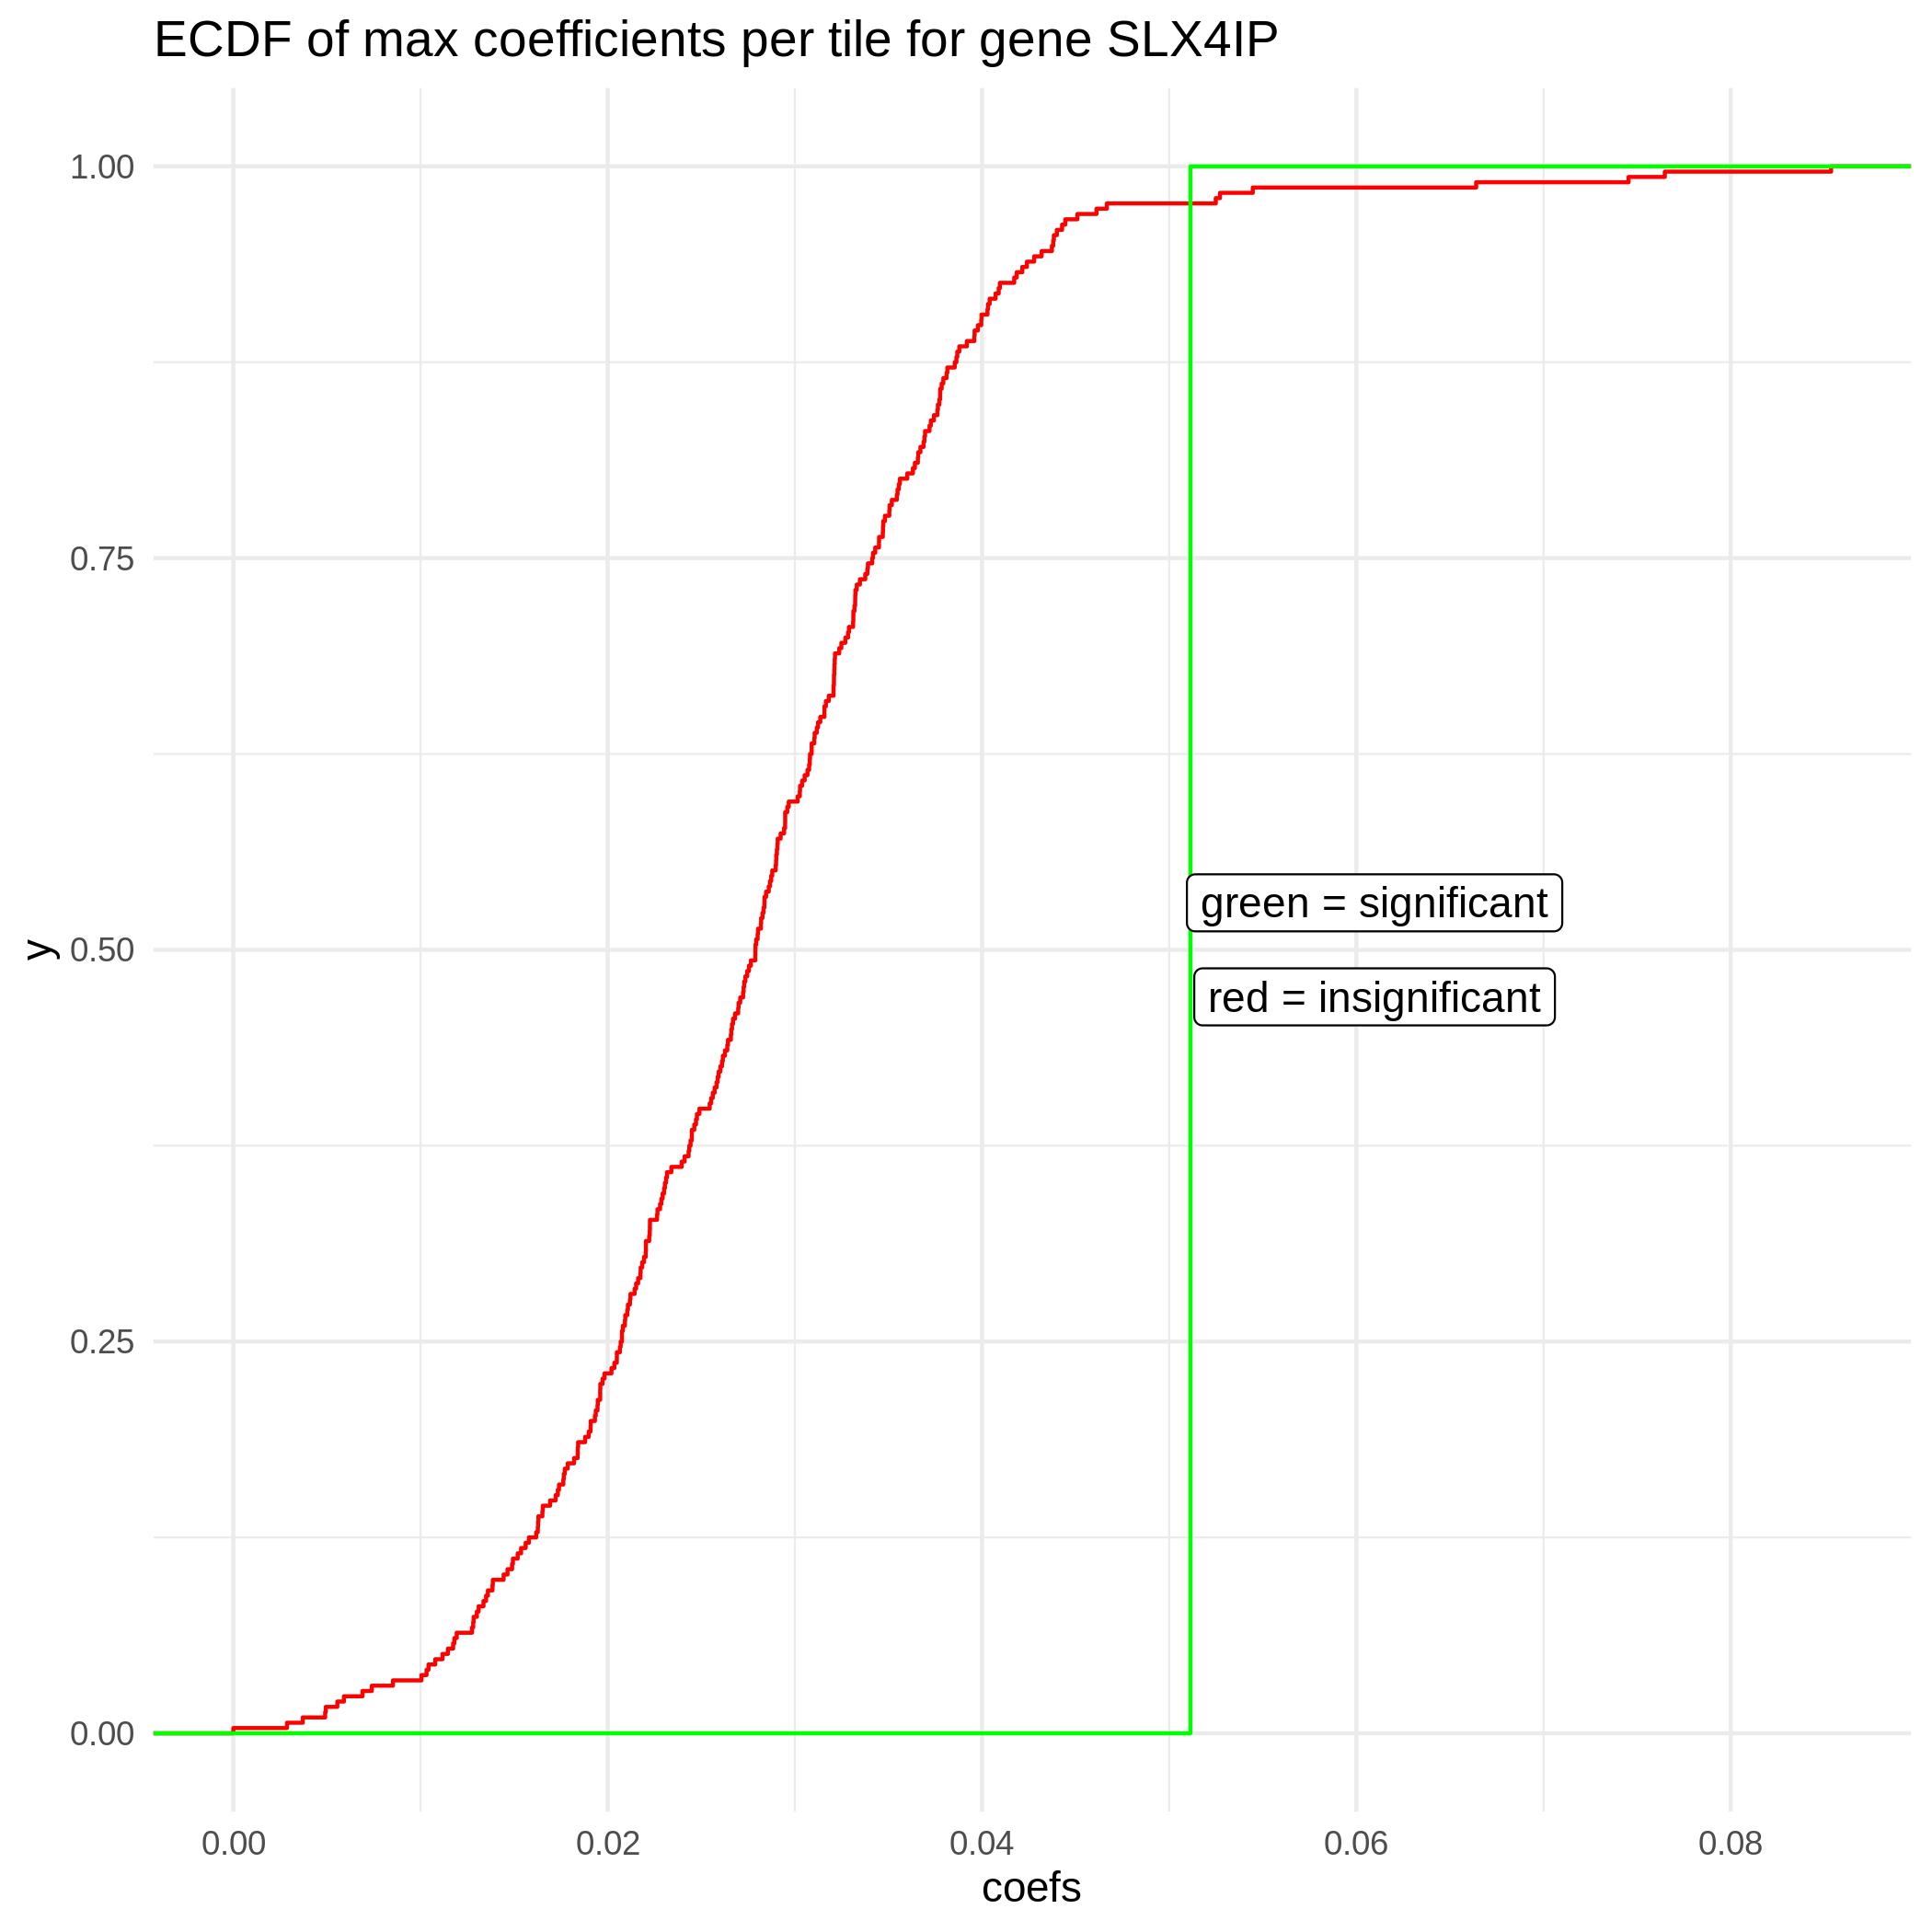 ECDF of max coefficients per tile for gene SLX4IP
1.00
0.75
0.50
0.25
0.00
y
green = significant
red = insignificant
0.00 0.02 0.04 0.06 0.08
coefs